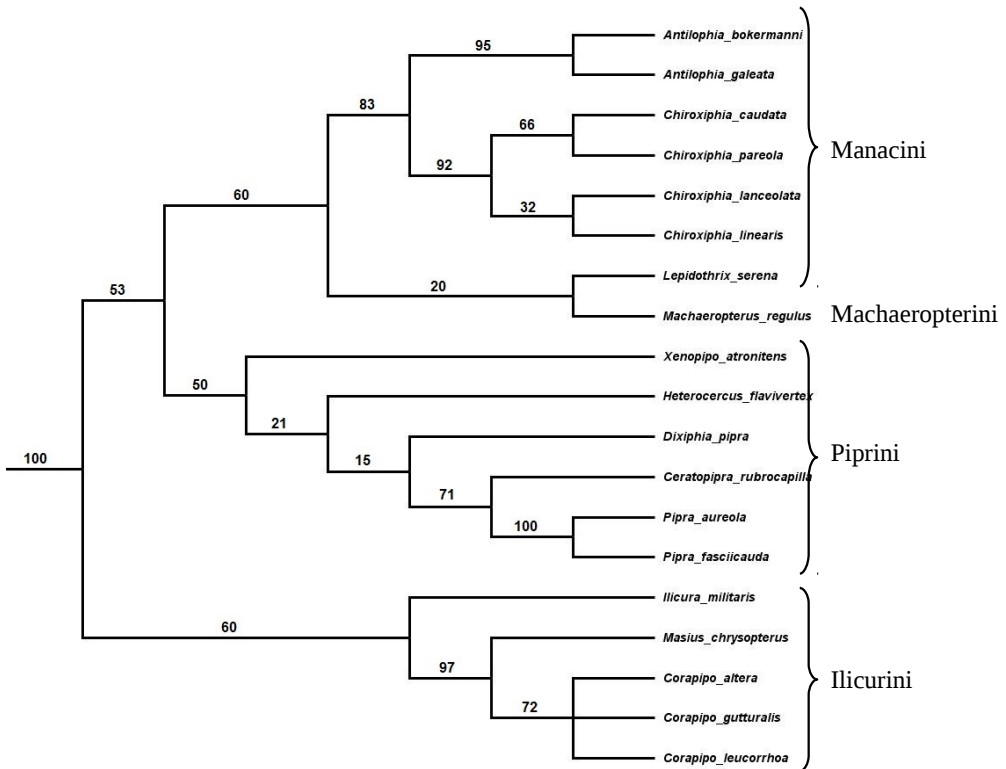 Antilophia_bokermanni
95
Antilophia_galeata
83
Chiroxiphia_caudata
66
Chiroxiphia_pareola
Manacini
92
Chiroxiphia_lanceolata
60
32
Chiroxiphia_linearis
Lepidothrix_serena
53
20
Machaeropterus_regulus
Machaeropterini
Xenopipo_atronitens
50
Heterocercus_flavivertex
21
Dixiphia_pipra
15
Piprini
100
Ceratopipra_rubrocapilla
71
Pipra_aureola
100
Pipra_fasciicauda
Ilicura_militaris
60
Masius_chrysopterus
97
Corapipo_altera
Ilicurini
72
Corapipo_gutturalis
Corapipo_leucorrhoa